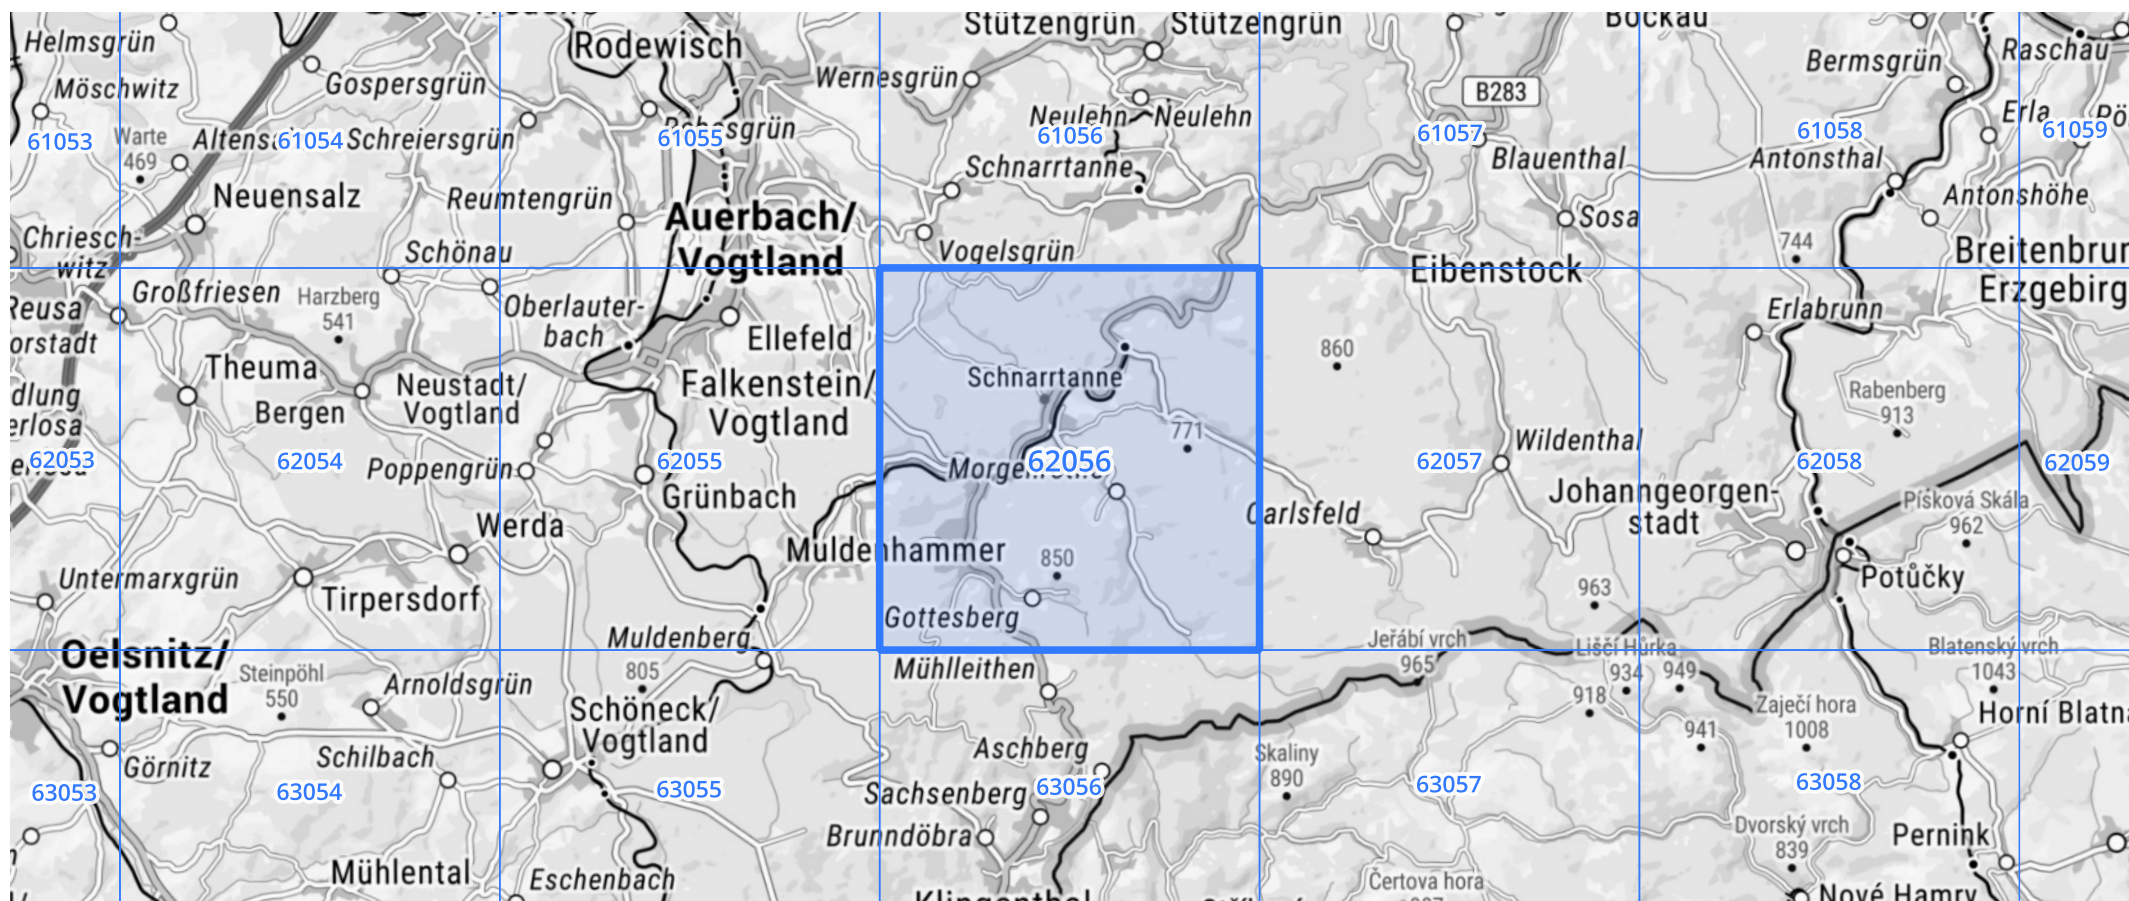 Stützengrün Stützengrün
Bockau
Helmsgrün
Rodewisch
Raschau
Möschwitz
Gospersgrün
Wernesgrün
B283
Bermsgrün
Warte
469
Schreiersgrün
Neulehn
Neulehn
Erla
61053
61054
61055
61056
61057
61058
61059
Blauenthal
Antonsthal
Schnarrtanne
Neuensalz
Reumtengrün
Auerbach/
Vogtland
Sosa
Antonshöhe
Chriesch-
witz
Schönau
Vogelsgrün
744
Eibenstock
Großfriesen
Harzberg
541
Oberlauter-
bach
Ellefeld
Erlabrunn
860
Theuma
Schnarrtanne
Neustadt/
Vogtland
Bergen
Falkenstein/
Vogtland
Rabenberg
913
771
Wildenthal
62053
62054
62055
62056
62057
62058
62059
Poppengrün
Grünbach
Werda
Carlsfeld
Johanngeorgen-
stadt
Písková Skála
962
Muldenhammer
850
Untermarxgrün
Tirpersdorf
Potůčky
963
Gottesberg
Muldenberg
Jeřábí vrch
965
Liščí Hůrka
934
949
918
941
Blatenský vrch
1043
Oelsnitz/
Vogtland
Steinpöhl
550
Arnoldsgrün
805
Mühlleithen
Schöneck/
Vogtland
Zaječí hora
1008
Görnitz
Schilbach
Aschberg
Skaliny
890
63053
63054
63055
63056
63057
63058
Sachsenberg
Brunndöbra
Dvorský vrch
839
Pernink
Mühlental
Eschenbach
Čertova hora
Klingenthal
Nové Hamry